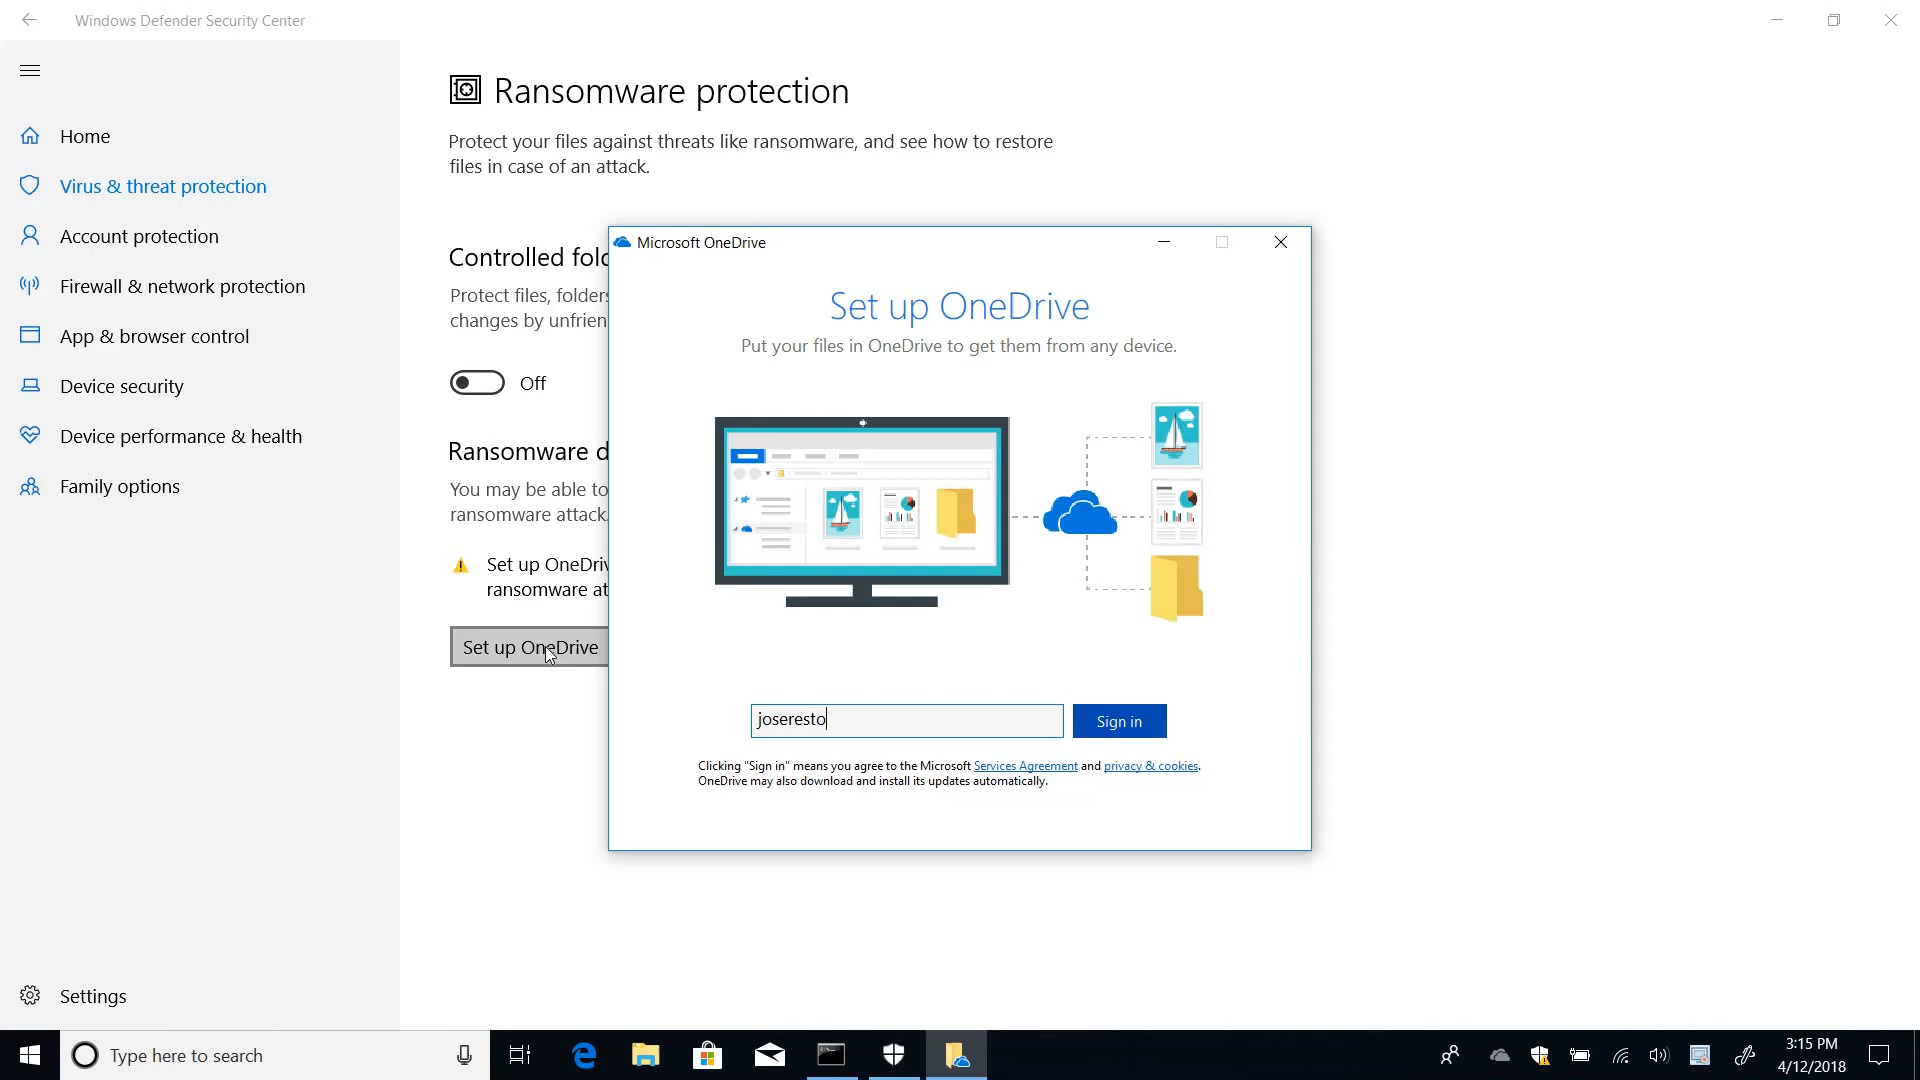 Windows Defender Security Center
Home
Virus & threat protection
Account protection
Firewall & network protection
App & browser control
Device security
Device performance & health
Family options
Settings
Ransomware protection
Protect your files against threats like ransomware, and see how to restore
files in case of an attack.
Controlled fold
Protect files, folders
changes by unfrien
Off
Ransomware d
You may be able to
ransomware attack.
Set up OneDriv
ransomware at
Set up OneDrive
Microsoft OneDrive
Set up OneDrive
Put your files in OneDrive to get them from any device.
joseresto
Sign in
Clicking "Sign in" means you agree to the Microsoft Services Agreement and privacy & cookies.
OneDrive may also download and install its updates automatically.
Type here to search
3:15 PM
4/12/2018